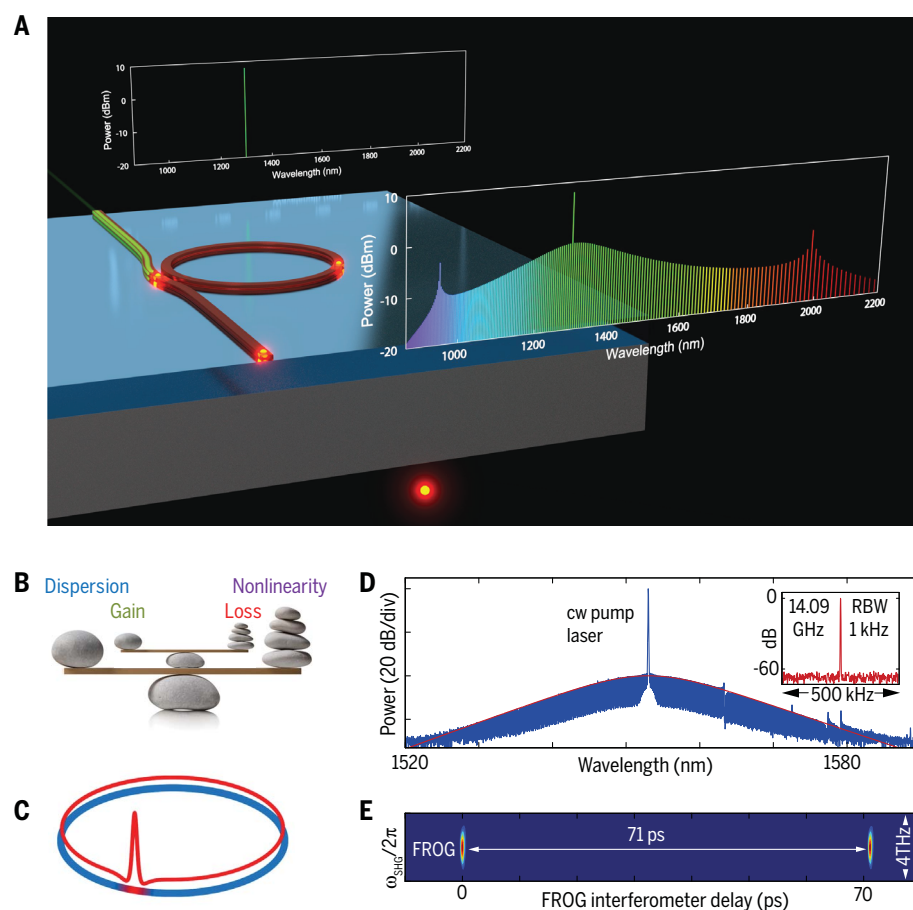 A
10
0
-10
-20
Power (dBm)
1000
1200
1400
1600
1800
2000
2200
Wavelength (nm)
10
0
-10
-20
Power (dBm)
1000
1200
1400
1600
1800
2000
2200
Wavelength (nm)
B
Dispersion
Nonlinearity
Gain
Loss
C
D
Power (20 dB/div)
cw pump
laser
1520
Wavelength (nm)
1580
0
dB
-60
14.09
GHz
RBW
1 kHz
500 kHz
E
ωSHG/2π
FROG
71 ps
4THz
0
70
FROG interferometer delay (ps)